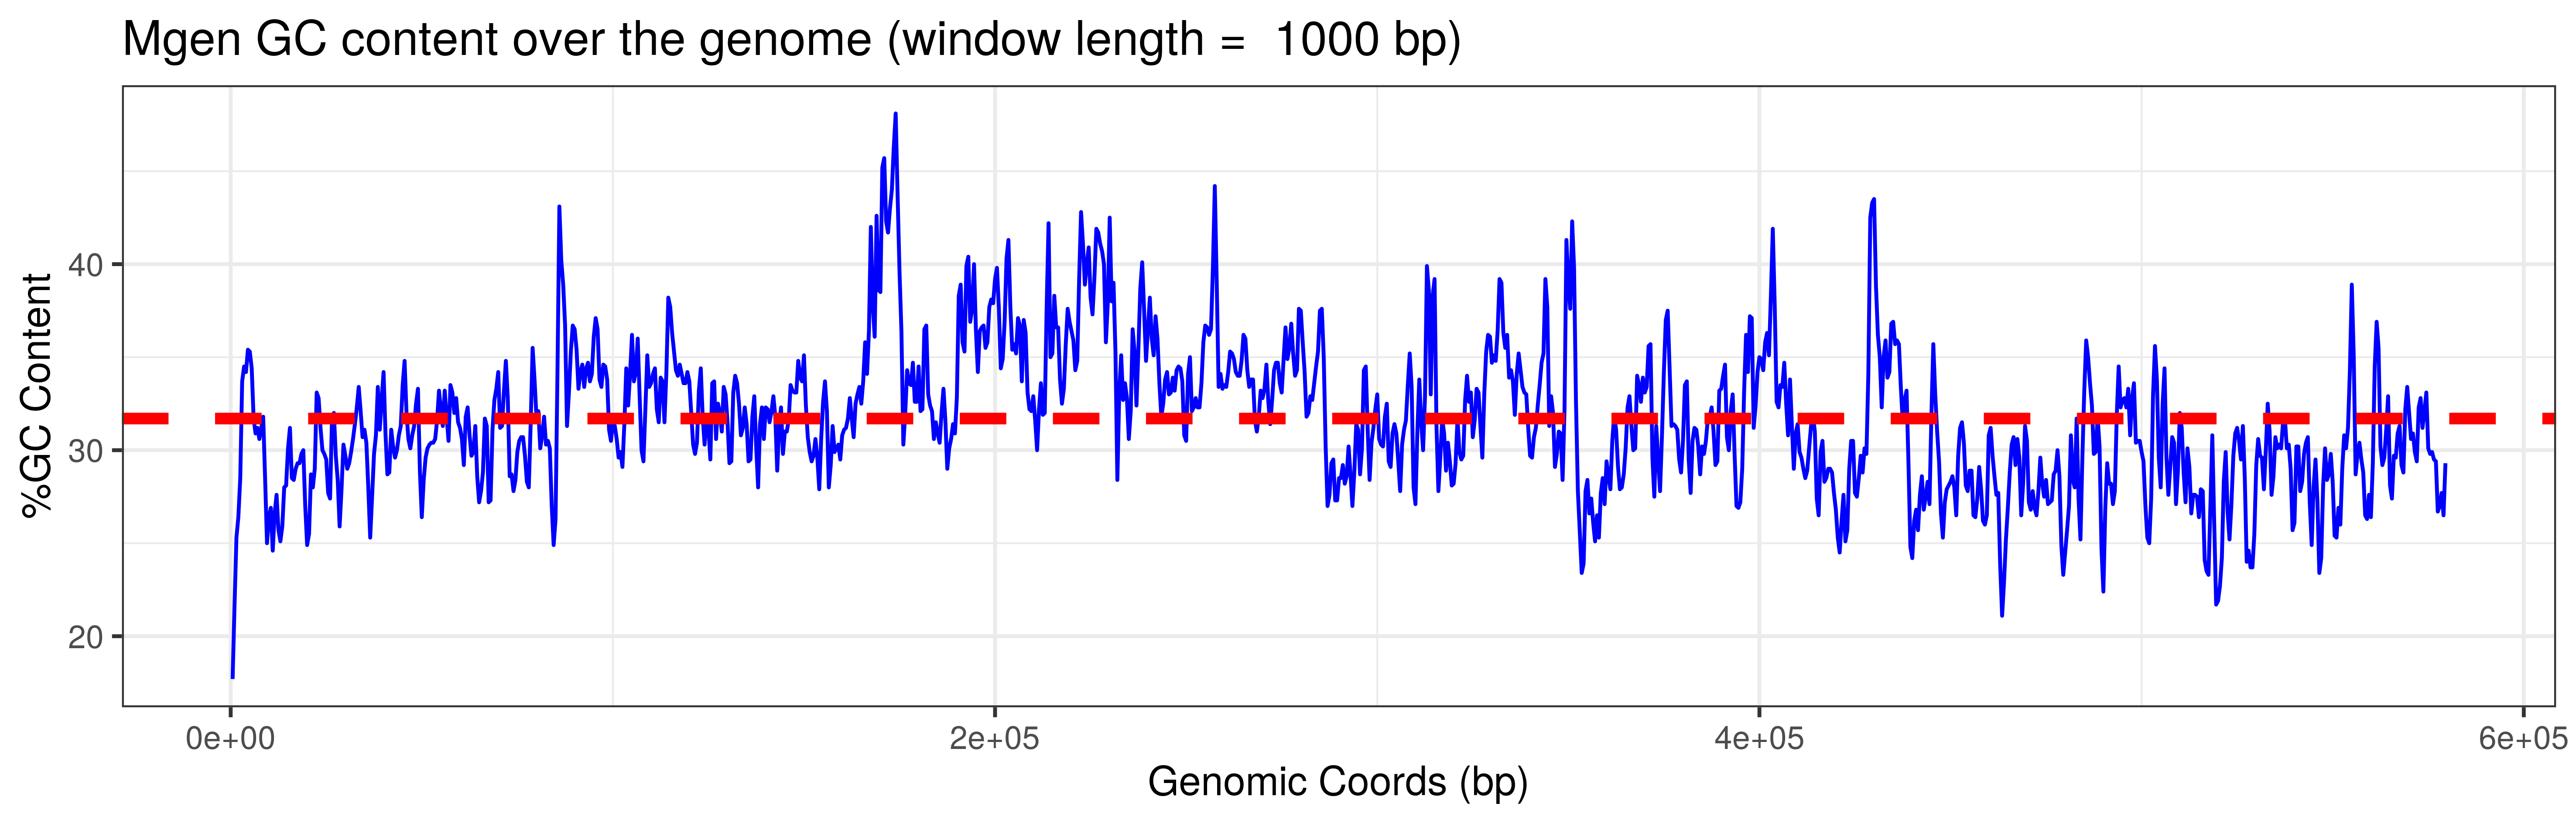 Mgen GC content over the genome (window length =  1000 bp)
%GC Content
40
30
20
0e+00 2e+05 4e+05 6e+05
Genomic Coords (bp)